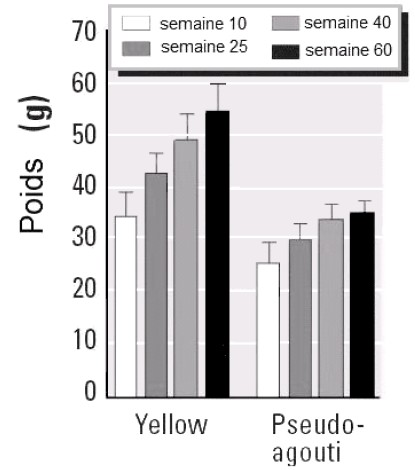 semaine 10
semaine 40
semaine 25
semaine 60
Poids (g)
70
60
50
40
30
20
10
0
Yellow
Pseudo-
agouti